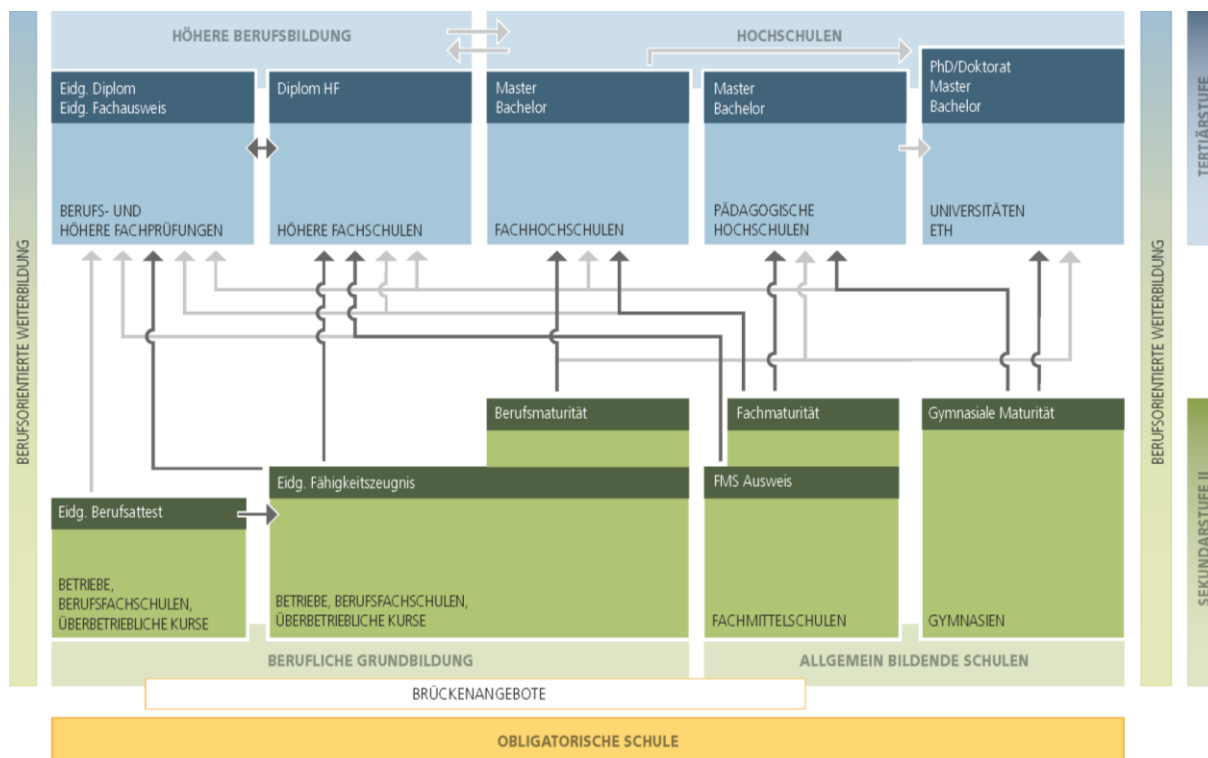 HÖHERE BERUFSBILDUNG
HOCHSCHULEN
Eidg. Diplom
Eidg. Fachausweis
Diplom HF
Master
Bachelor
Master
Bachelor
PhD/Doktorat
Master
Bachelor
BERUFS- UND
HÖHERE FACHPRÜFUNGEN
HÖHERE FACHSCHULEN
FACHHOCHSCHULEN
PÄDAGOGISCHE
HOCHSCHULEN
UNIVERSITÄTEN
ETH
BERUFSORIENTIERTE WEITERBILDUNG
BERUFSORIENTIERTE WEITERBILDUNG
TERTIÄRSTUFE
SEKUNDARSTUFE II
Berufsmaturität
Fachmaturität
Gymnasiale Maturität
Eidg. Fähigkeitszeugnis
FMS Ausweis
Eidg. Berufsattest
BETRIEBE,
BERUFSFACHSCHULEN,
ÜBERBETRIEBLICHE KURSE
BETRIEBE, BERUFSFACHSCHULEN,
ÜBERBETRIEBLICHE KURSE
FACHMITTELSCHULEN
GYMNASIEN
BERUFLICHE GRUNDBILDUNG
ALLGEMEIN BILDENDE SCHULEN
BRÜCKENANGEBOTE
OBLIGATORISCHE SCHULE